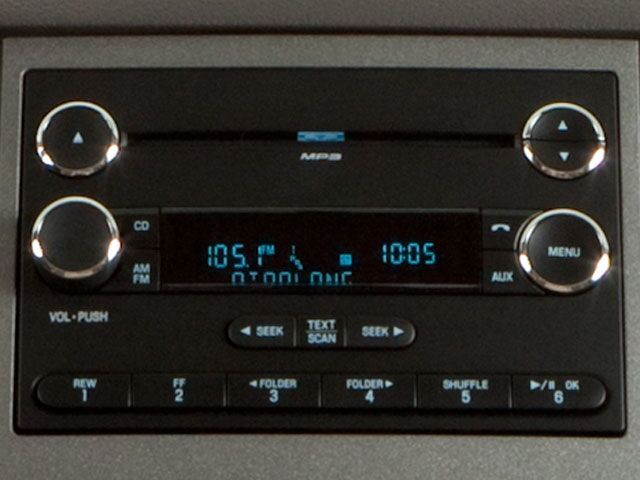 MP3
CD
105.1 FM 10:05
AM
FM
MENU
AUX
VOL•PUSH
◄ SEEK
TEXT
SCAN
SEEK ►
REW
1
FF
2
◄FOLDER
3
FOLDER►
4
SHUFFLE
5
►/II OK
6